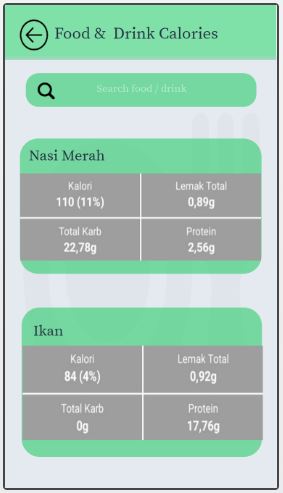 Food & Drink Calories
Search food / drink
Nasi Merah
Kalori
110 (11%)
Lemak Total
0,89g
Total Karb
22,78g
Protein
2,56g
Ikan
Kalori
84 (4%)
Lemak Total
0,92g
Total Karb
0g
Protein
17,76g